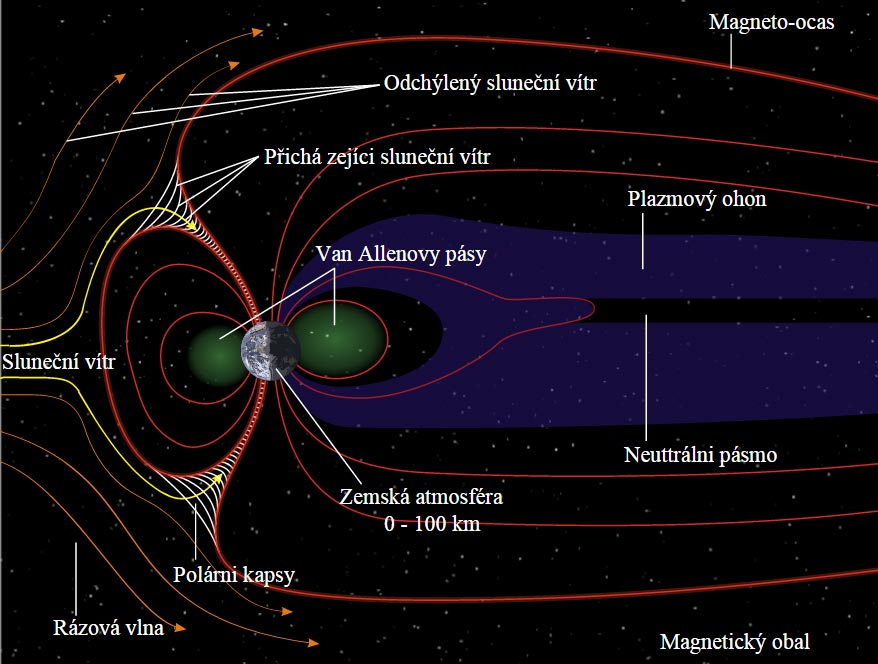 Magneto-ocas
Odchýlený sluneční vítr
Přichá zejíci sluneční vítr
Plazmový ohon
Van Allenovy pásy
Sluneční vítr
Neuttrálni pásmo
Zemská atmosféra
0 - 100 km
Polárni kapsy
Rázová vlna
Magnetický obal